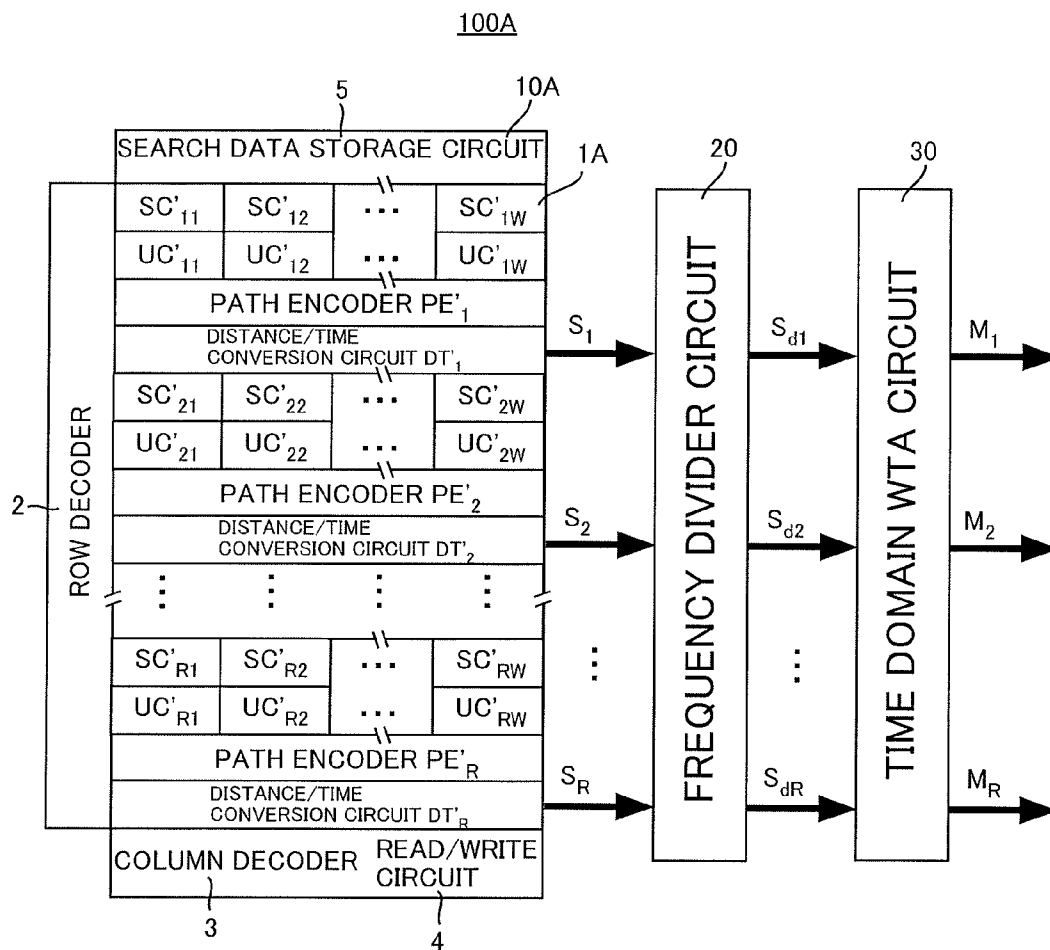 100A
5
10A
SEARCH DATA STORAGE CIRCUIT
1A
20
30
SC'11 SC'12 ... SC'1W
UC'11 UC'12 ... UC'1W
PATH ENCODER PE'1
DISTANCE/TIME
CONVERSION CIRCUIT DT'1
S1
Sd1
M1
SC'21 SC'22 ... SC'2W
UC'21 UC'22 ... UC'2W
2
ROW DECODER
PATH ENCODER PE'2
DISTANCE/TIME
CONVERSION CIRCUIT DT'2
S2
Sd2
M2
FREQUENCY DIVIDER CIRCUIT
TIME DOMAIN WTA CIRCUIT
SC'R1 SC'R2 ... SC'RW
UC'R1 UC'R2 ... UC'RW
PATH ENCODER PE'R
DISTANCE/TIME
CONVERSION CIRCUIT DT'R
SR
SdR
MR
COLUMN DECODER
READ/WRITE
CIRCUIT
3
4